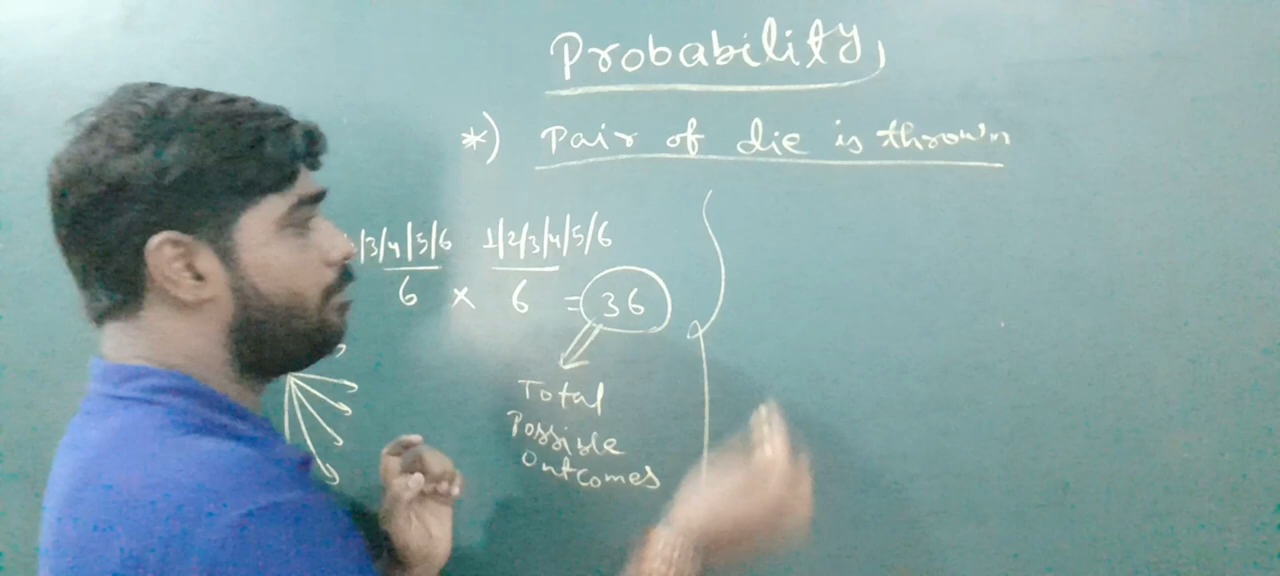 Probability,
*) Pair of die is thrown
/3/4/5/6 1/2/3/4/5/6
6 × 6 = 36
Total
Possible
Outcomes